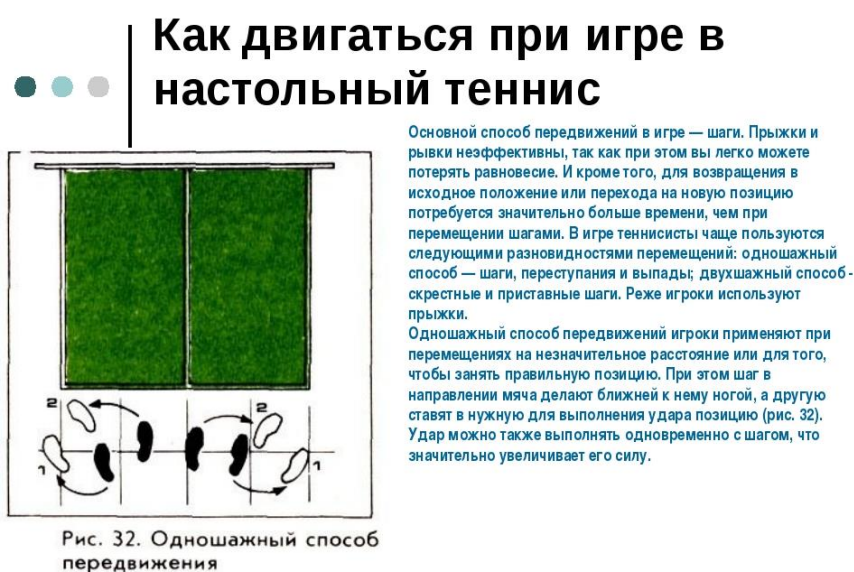 Как двигаться при игре в
настольный теннис
Основной способ передвижений в игре — шаги. Прыжки и
рывки неэффективны, так как при этом вы легко можете
потерять равновесие. И кроме того, для возвращения в
исходное положение или перехода на новую позицию
потребуется значительно больше времени, чем при
перемещении шагами. В игре теннисисты чаще пользуются
следующими разновидностями перемещений: одношажный
способ — шаги, переступания и выпады; двухшажный способ -
скрестные и приставные шаги. Реже игроки используют
прыжки.
Одношажный способ передвижений игроки применяют при
перемещениях на незначительное расстояние или для того,
чтобы занять правильную позицию. При этом шаг в
направлении мяча делают ближней к нему ногой, а другую
ставят в нужную для выполнения удара позицию (рис. 32).
Удар можно также выполнять одновременно с шагом, что
значительно увеличивает его силу.
2
2
1
1
Рис. 32. Одношажный способ
передвижения